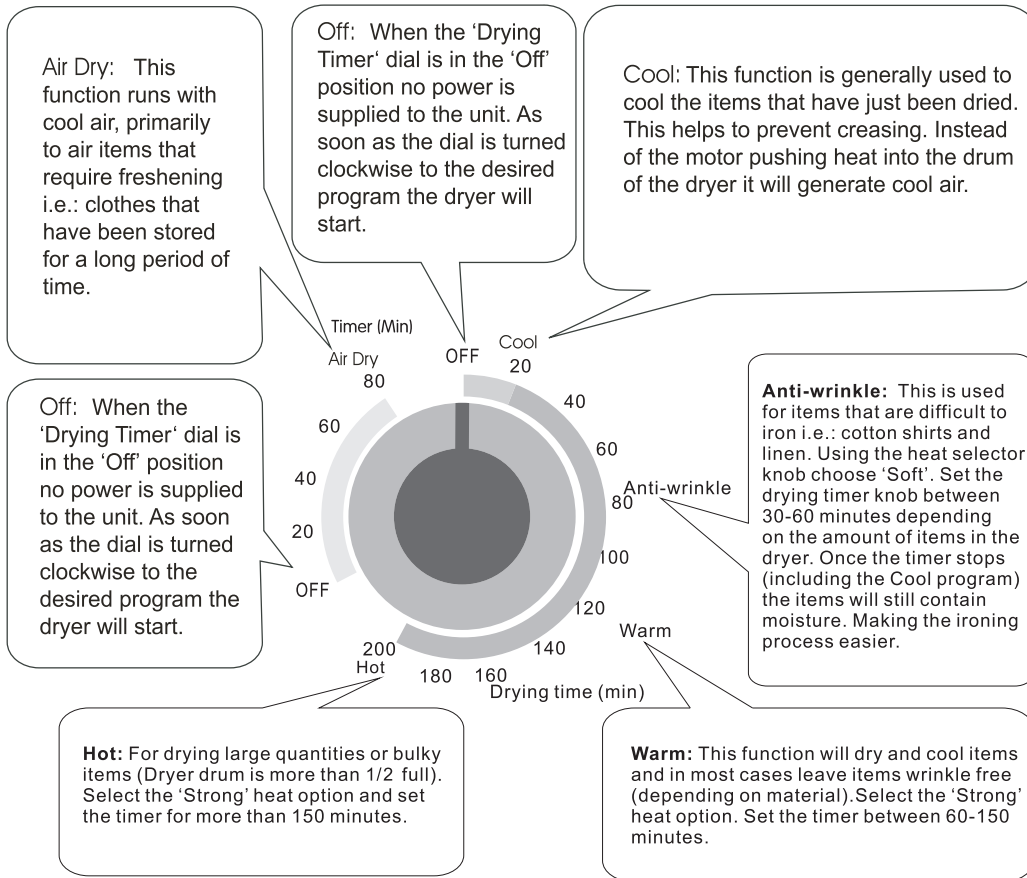 Air Dry: This
function runs with
cool air, primarily
to air items that
require freshening
i.e.: clothes that
have been stored
for a long period of
time.
Off: When the ‘Drying
Timer‘ dial is in the ‘Off’
position no power is
supplied to the unit. As
soon as the dial is turned
clockwise to the desired
program the dryer will
start.
Cool: This function is generally used to
cool the items that have just been dried.
This helps to prevent creasing. Instead
of the motor pushing heat into the drum
of the dryer it will generate cool air.
Timer (Min)
Air Dry
80
60
40
20
OFF
OFF
Cool
20
40
60
80
Anti-wrinkle
100
120
Warm
140
160
180
200
Hot
Drying time (min)
Off: When the
‘Drying Timer‘ dial is
in the ‘Off’ position
no power is supplied
to the unit. As soon
as the dial is turned
clockwise to the
desired program the
dryer will start.
Anti-wrinkle: This is used
for items that are difficult to
iron i.e.: cotton shirts and
linen. Using the heat selector
knob choose ‘Soft’. Set the
drying timer knob between
30-60 minutes depending
on the amount of items in the
dryer. Once the timer stops
(including the Cool program)
the items will still contain
moisture. Making the ironing
process easier.
Hot: For drying large quantities or bulky
items (Dryer drum is more than 1/2 full).
Select the ‘Strong’ heat option and set
the timer for more than 150 minutes.
Warm: This function will dry and cool items
and in most cases leave items wrinkle free
(depending on material).Select the ‘Strong’
heat option. Set the timer between 60-150
minutes.